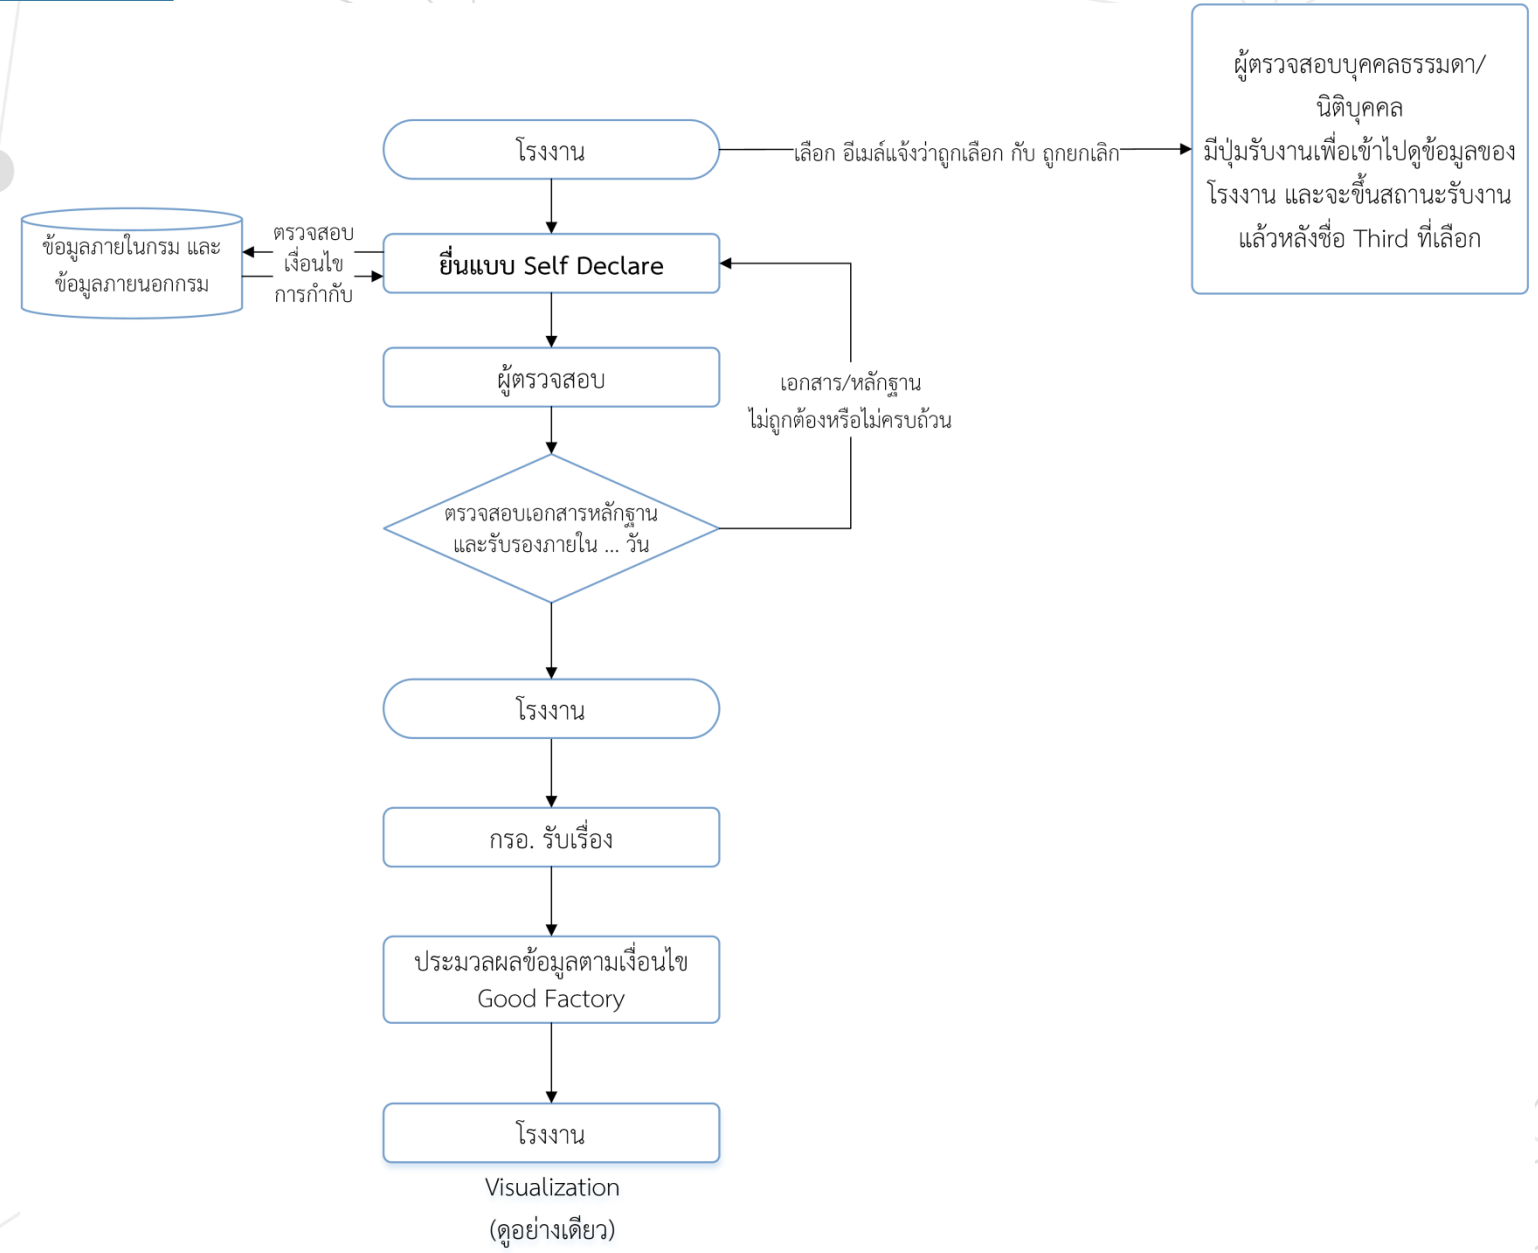 ผู้ตรวจสอบบุคคลธรรมดา/
นิติบุคคล
มีปุ่มรับงานเพื่อเข้าไปดูข้อมูลของ
โรงงาน และจะขึ้นสถานะรับงาน
แล้วหลังชื่อ Third ที่เลือก
โรงงาน
เลือก อีเมล์แจ้งว่าถูกเลือก กับ ถูกยกเลิก
ข้อมูลภายในกรม และ
ข้อมูลภายนอกกรม
ตรวจสอบ
เงื่อนไข
การกำกับ
ยื่นแบบ Self Declare
ผู้ตรวจสอบ
เอกสาร/หลักฐาน
ไม่ถูกต้องหรือไม่ครบถ้วน
ตรวจสอบเอกสารหลักฐาน
และรับรองภายใน ... วัน
โรงงาน
กรอ. รับเรื่อง
ประมวลผลข้อมูลตามเงื่อนไข
Good Factory
โรงงาน
Visualization
(ดูอย่างเดียว)